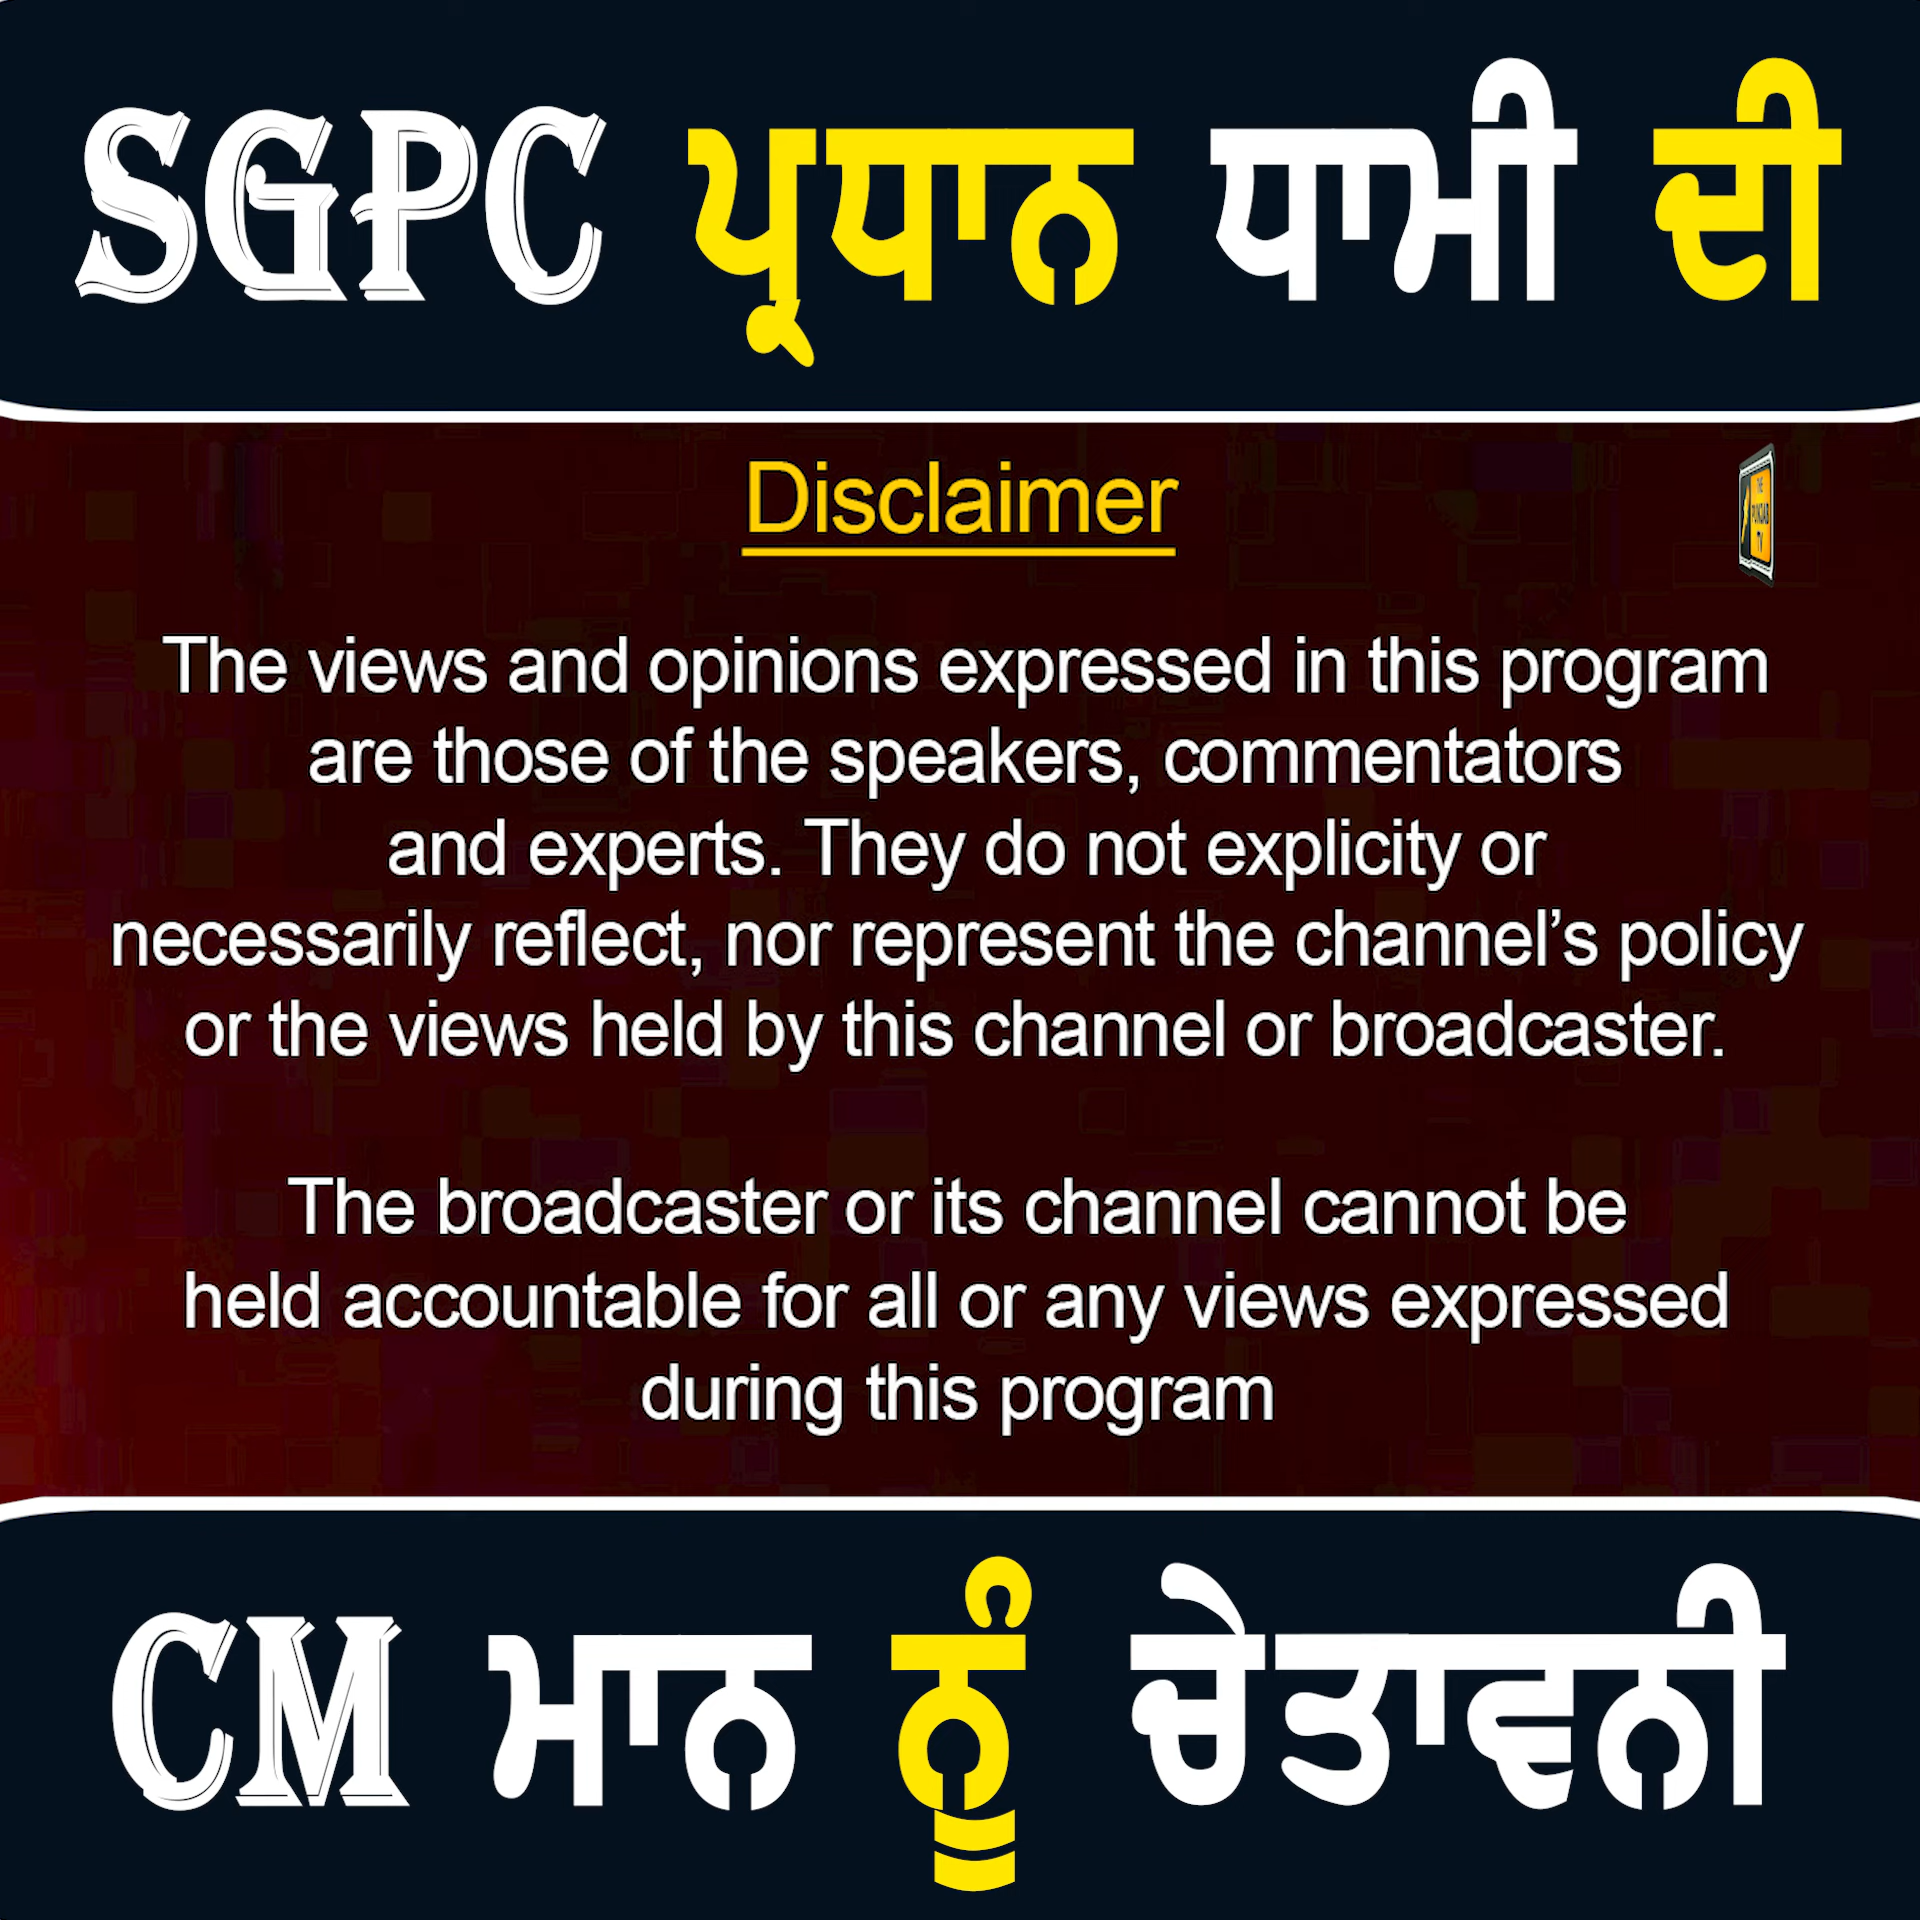 SGPC ਪ੍ਰਧਾਨ ਧਾਮੀ ਦੀ
Disclaimer
THE
PUNJAB
TV
The views and opinions expressed in this program
are those of the speakers, commentators
and experts. They do not explicity or
necessarily reflect, nor represent the channel’s policy
or the views held by this channel or broadcaster.
The broadcaster or its channel cannot be
held accountable for all or any views expressed
during this program
CM ਮਾਨ ਨੂੰ ਚੇਤਾਵਨੀ